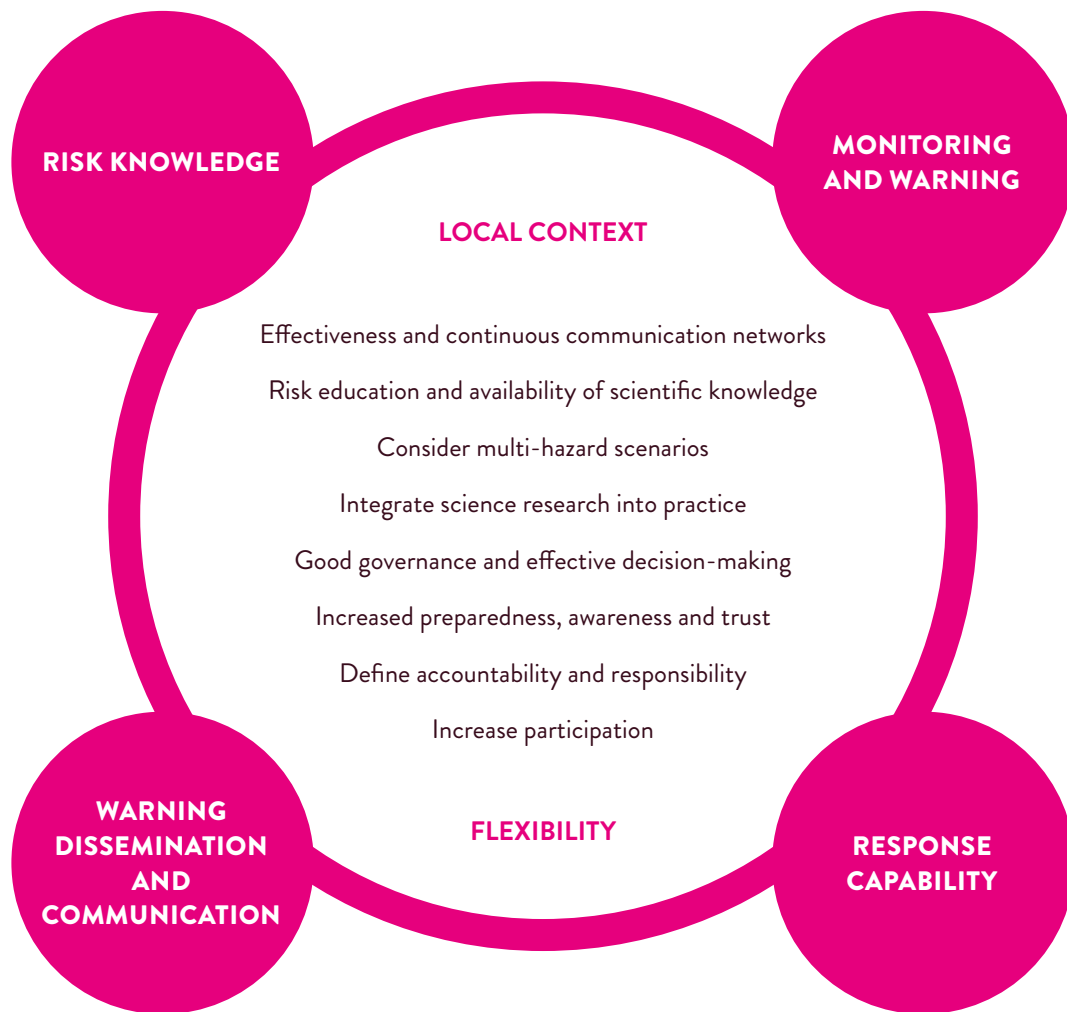 RISK KNOWLEDGE
MONITORING
AND WARNING
LOCAL CONTEXT
Effectiveness and continuous communication networks
Risk education and availability of scientific knowledge
Consider multi-hazard scenarios
Integrate science research into practice
Good governance and effective decision-making
Increased preparedness, awareness and trust
Define accountability and responsibility
Increase participation
FLEXIBILITY
WARNING
DISSEMINATION
AND
COMMUNICATION
RESPONSE
CAPABILITY